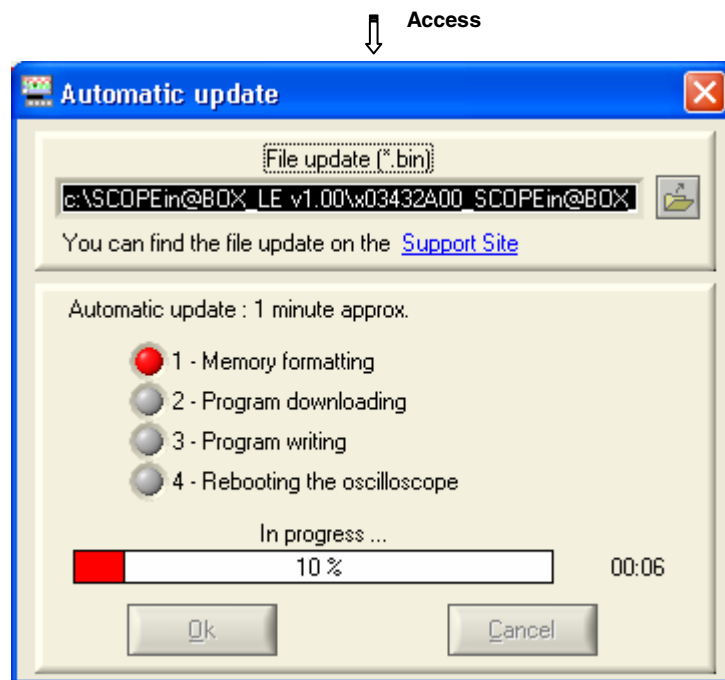 Access
Automatic update
File update (*.bin)
c:\SCOPEin@BOX_LE v1.00\x03432A00_SCOPEin@BOX_
You can find the file update on the Support Site
Automatic update : 1 minute approx.
1 - Memory formatting
2 - Program downloading
3 - Program writing
4 - Rebooting the oscilloscope
In progress ...
10 % 00:06
Ok Cancel